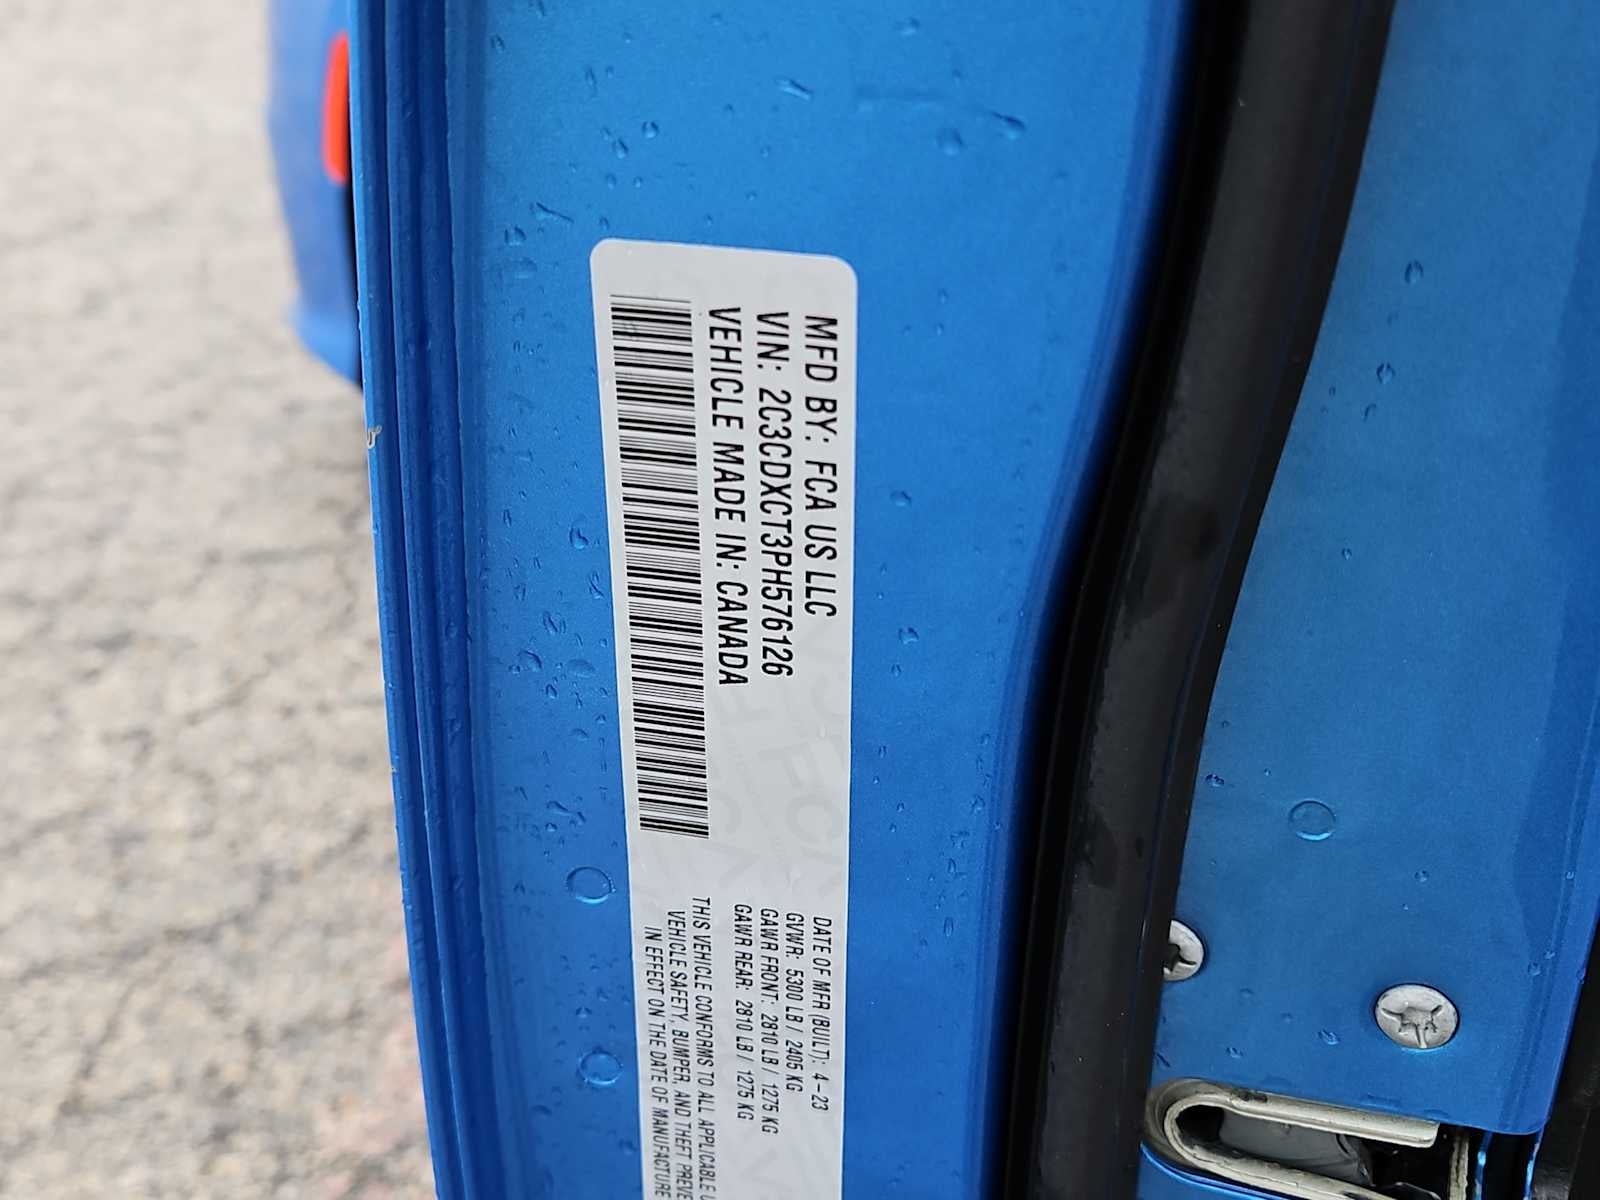 MFD BY: FCA US LLC
VIN: 2C3CDXCT3PH576126
VEHICLE MADE IN: CANADA
DATE OF MFR (BUILT): 4-23
GVWR: 5300 LB / 2405 KG
GAWR FRONT: 2810 LB / 1275 KG
GAWR REAR: 2810 LB / 1275 KG
THIS VEHICLE CONFORMS TO ALL APPLICABLE U
VEHICLE SAFETY, BUMPER, AND THEFT PREVE
IN EFFECT ON THE DATE OF MANUFACTURE